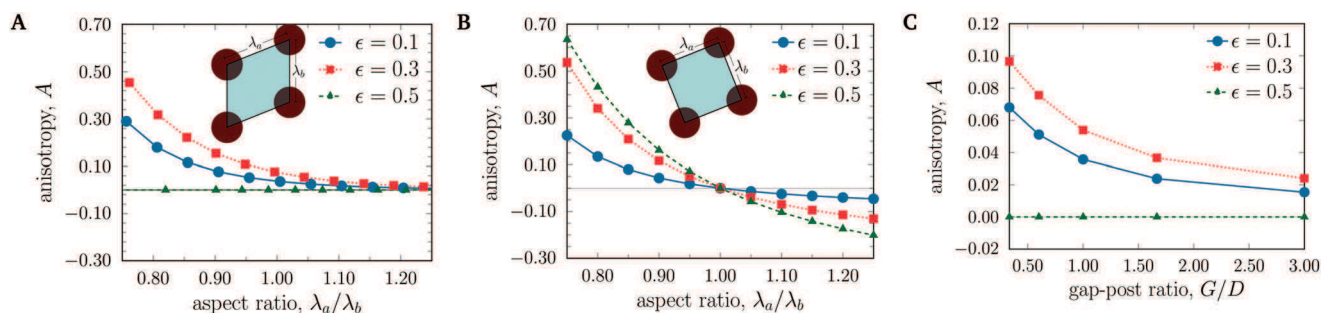 A
0.70
0.50
0.30
0.10
−0.10
−0.30
anisotropy, A
0.80 0.90 1.00 1.10 1.20
aspect ratio, λa/λb
λa
λb
ϵ = 0.1
ϵ = 0.3
ϵ = 0.5
B
0.70
0.50
0.30
0.10
−0.10
−0.30
anisotropy, A
0.80 0.90 1.00 1.10 1.20
aspect ratio, λa/λb
λa
λb
ϵ = 0.1
ϵ = 0.3
ϵ = 0.5
C
0.12
0.10
0.08
0.06
0.04
0.02
0.00
−0.02
anisotropy, A
0.50 1.00 1.50 2.00 2.50 3.00
gap-post ratio, G/D
ϵ = 0.1
ϵ = 0.3
ϵ = 0.5